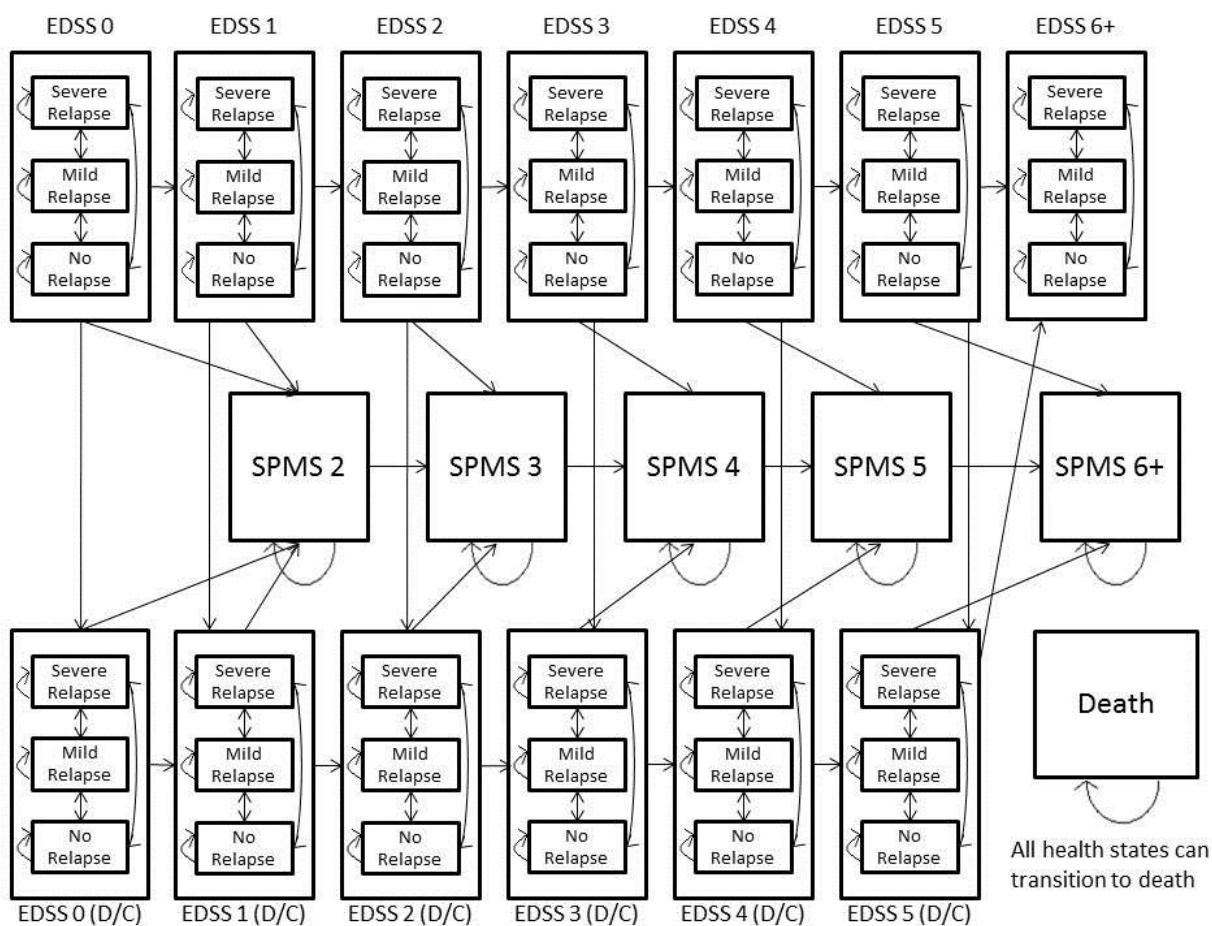 EDSS 0 EDSS 1 EDSS 2 EDSS 3 EDSS 4 EDSS 5 EDSS 6+
Severe Severe Severe Severe Severe Severe Severe
Relapse Relapse Relapse Relapse Relapse Relapse Relapse
Mild Mild Mild Mild Mild Mild Mild
Relapse Relapse Relapse Relapse Relapse Relapse Relapse
No No No No No No No
Relapse Relapse Relapse Relapse Relapse Relapse Relapse
SPMS 2 SPMS 3 SPMS 4 SPMS 5 SPMS 6+
Severe Severe Severe Severe Severe Severe
Relapse Relapse Relapse Relapse Relapse Relapse
Mild Mild Mild Mild Mild Mild
Relapse Relapse Relapse Relapse Relapse Relapse
No No No No No No
Relapse Relapse Relapse Relapse Relapse Relapse
Death
All health states can
transition to death
EDSS 0 (D/C) EDSS 1 (D/C) EDSS 2 (D/C) EDSS 3 (D/C) EDSS 4 (D/C) EDSS 5 (D/C)